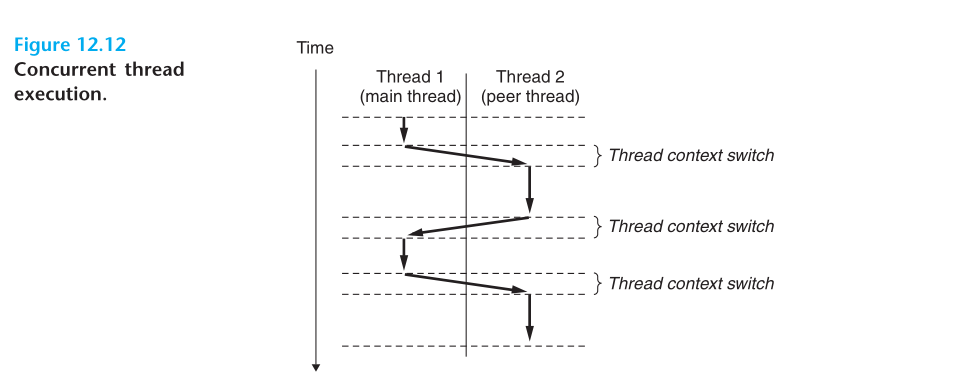 Figure 12.12
Concurrent thread
execution.
Time
Thread 1
(main thread)
Thread 2
(peer thread)
Thread context switch
Thread context switch
Thread context switch